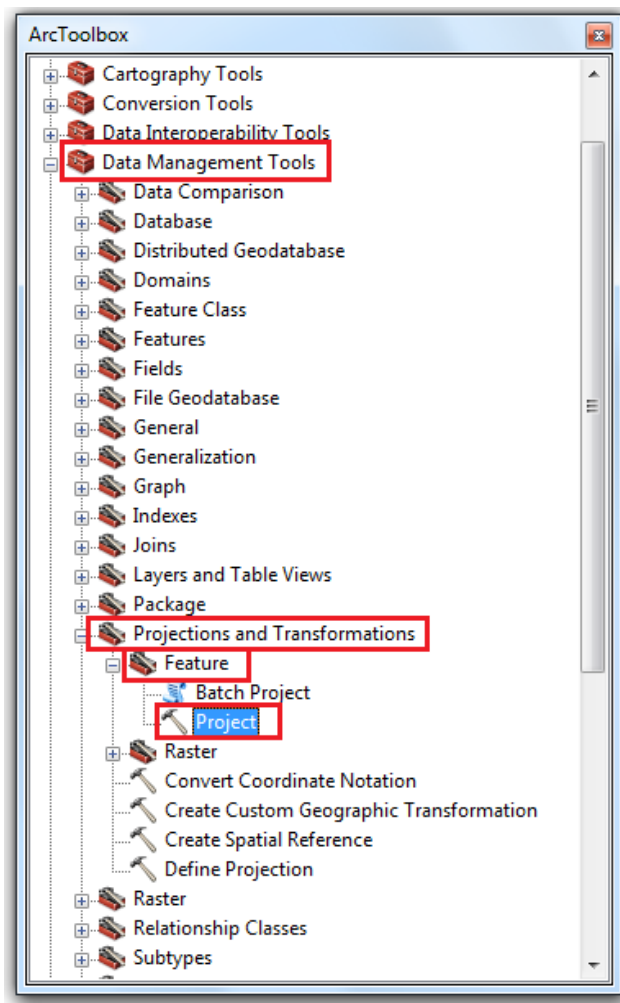 ArcToolbox
Cartography Tools
Conversion Tools
Data Interoperability Tools
Data Management Tools
Data Comparison
Database
Distributed Geodatabase
Domains
Feature Class
Features
Fields
File Geodatabase
General
Generalization
Graph
Indexes
Joins
Layers and Table Views
Package
Projections and Transformations
Feature
Batch Project
Project
Raster
Convert Coordinate Notation
Create Custom Geographic Transformation
Create Spatial Reference
Define Projection
Raster
Relationship Classes
Subtypes